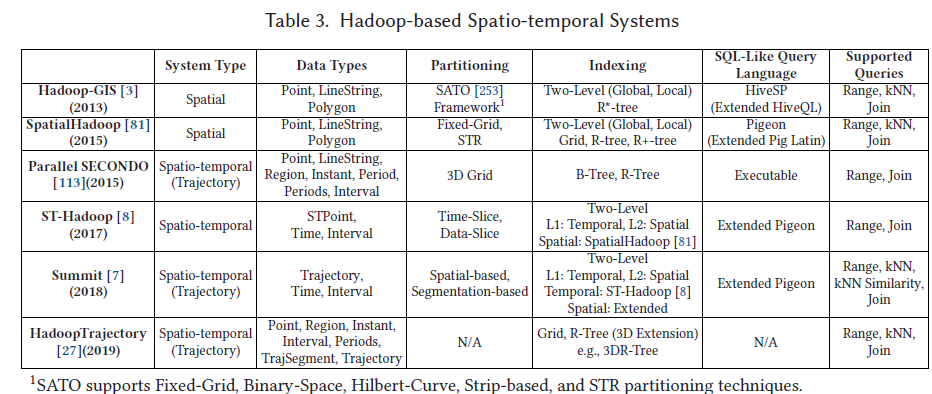 Table 3. Hadoop-based Spatio-temporal Systems
System Type Data Types Partitioning Indexing SQL-Like Query Language Supported Queries
Hadoop-GIS [3] (2013) Spatial Point, LineString, Polygon SATO [253] Framework1 Two-Level (Global, Local) R*-tree HiveSP (Extended HiveQL) Range, kNN, Join
SpatialHadoop [81] (2015) Spatial Point, LineString, Polygon Fixed-Grid, STR Two-Level (Global, Local) Grid, R-tree, R+-tree Pigeon (Extended Pig Latin) Range, kNN, Join
Parallel SECONDO [113](2015) Spatio-temporal (Trajectory) Point, LineString, Region, Instant, Period, Periods, Interval 3D Grid B-Tree, R-Tree Executable Range, Join
ST-Hadoop [8] (2017) Spatio-temporal STPoint, Time, Interval Time-Slice, Data-Slice Two-Level L1: Temporal, L2: Spatial Spatial: SpatialHadoop [81] Extended Pigeon Range, Join
Summit [7] (2018) Spatio-temporal (Trajectory) Trajectory, Time, Interval Spatial-based, Segmentation-based Two-Level L1: Temporal, L2: Spatial Temporal: ST-Hadoop [8] Spatial: Extended Extended Pigeon Range, kNN, kNN Similarity, Join
HadoopTrajectory [27](2019) Spatio-temporal (Trajectory) Point, Region, Instant, Interval, Periods, TrajSegment, Trajectory N/A Grid, R-Tree (3D Extension) e.g., 3DR-Tree N/A Range, kNN, Join
1SATO supports Fixed-Grid, Binary-Space, Hilbert-Curve, Strip-based, and STR partitioning techniques.